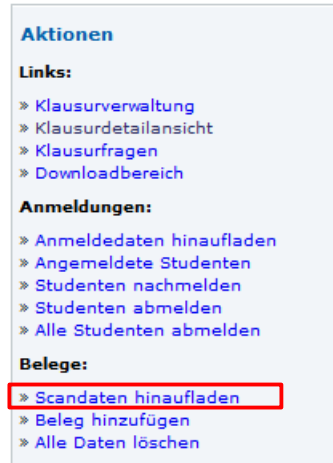 Aktionen
Links:
» Klausurverwaltung
» Klausurdetailansicht
» Klausurfragen
» Downloadbereich
Anmeldungen:
» Anmeldedaten hinaufladen
» Angemeldete Studenten
» Studenten nachmelden
» Studenten abmelden
» Alle Studenten abmelden
Belege:
» Scandaten hinaufladen
» Beleg hinzufügen
» Alle Daten löschen